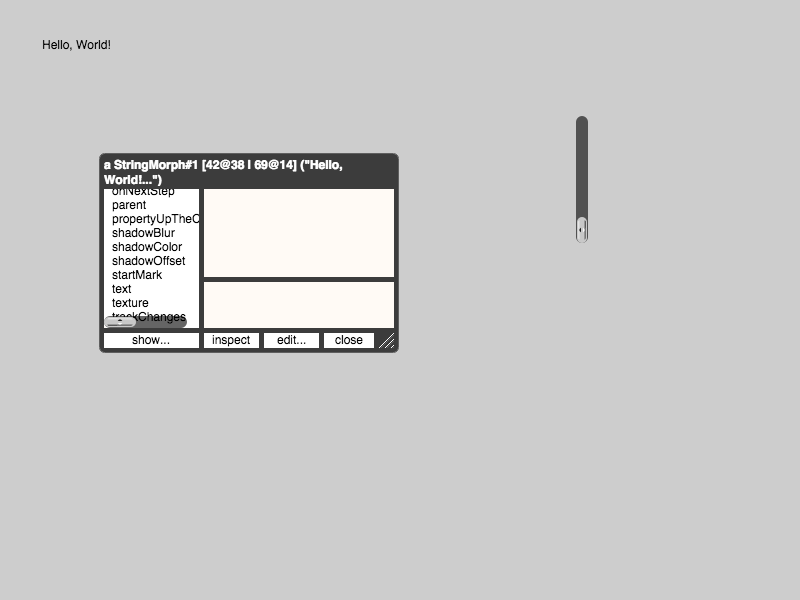 Hello, World!
a StringMorph#1 [42@38 | 69@14] ("Hello,
World!...")
onNextStep
parent
propertyUpTheC
shadowBlur
shadowColor
shadowOffset
startMark
text
texture
trackChanges
show...
inspect
edit...
close